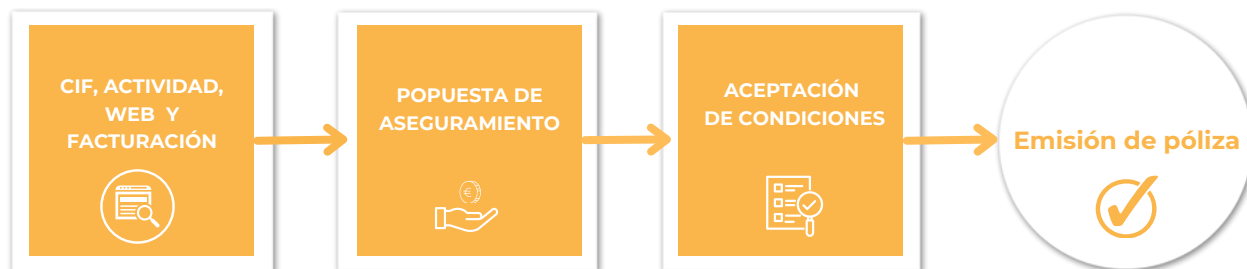 CIF, ACTIVIDAD,
WEB Y
FACTURACIÓN
POPUESTA DE
ASEGURAMIENTO
ACEPTACIÓN
DE CONDICIONES
Emisión de póliza